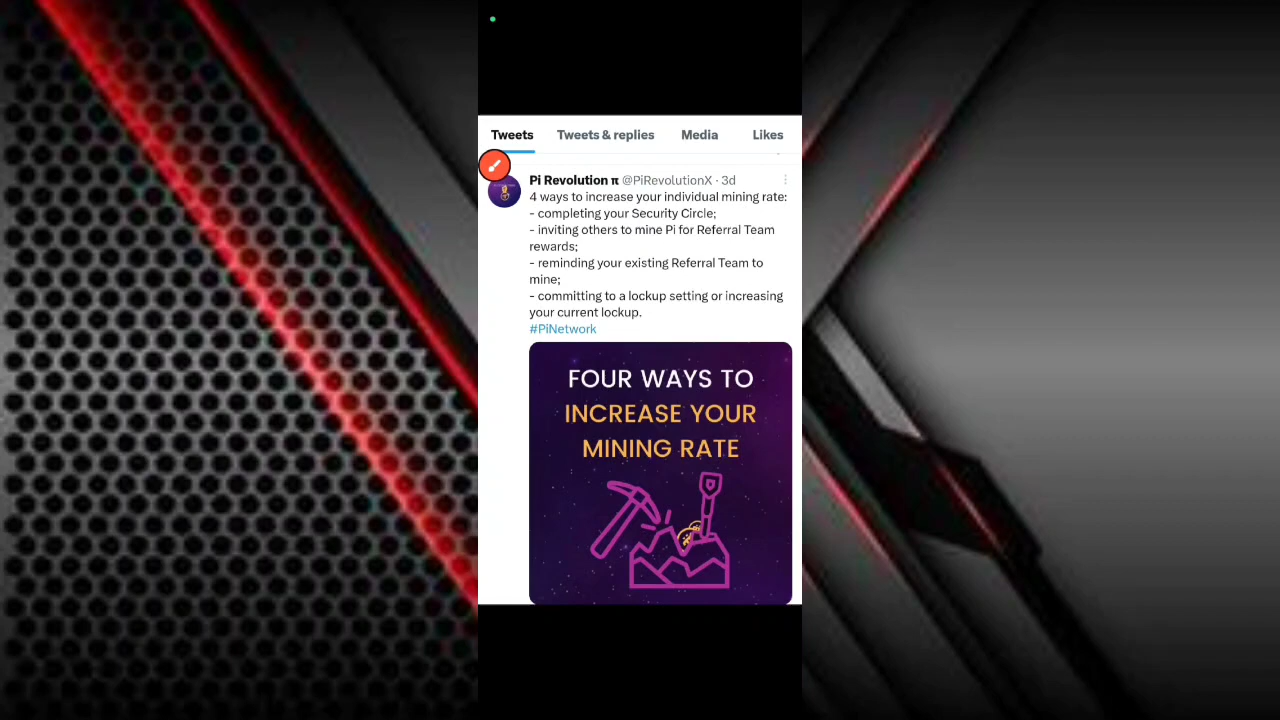 Tweets Tweets & replies Media Likes
Pi Revolution π @PiRevolutionX · 3d
4 ways to increase your individual mining rate:
- completing your Security Circle;
- inviting others to mine Pi for Referral Team
rewards;
- reminding your existing Referral Team to
mine;
- committing to a lockup setting or increasing
your current lockup.
#PiNetwork
FOUR WAYS TO
INCREASE YOUR
MINING RATE